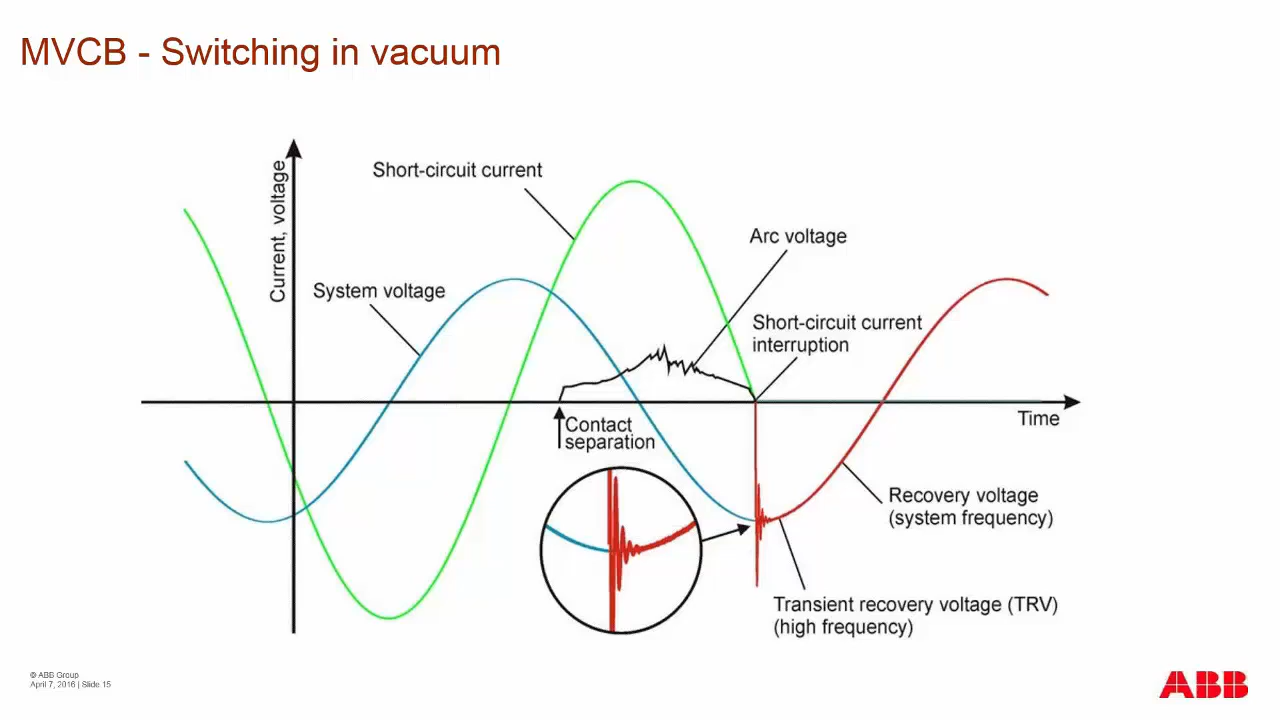 MVCB - Switching in vacuum
Current, voltage
Short-circuit current
System voltage
Arc voltage
Short-circuit current
interruption
Time
Contact
separation
Recovery voltage
(system frequency)
Transient recovery voltage (TRV)
(high frequency)
© ABB Group
April 7, 2016 | Slide 15
ABB